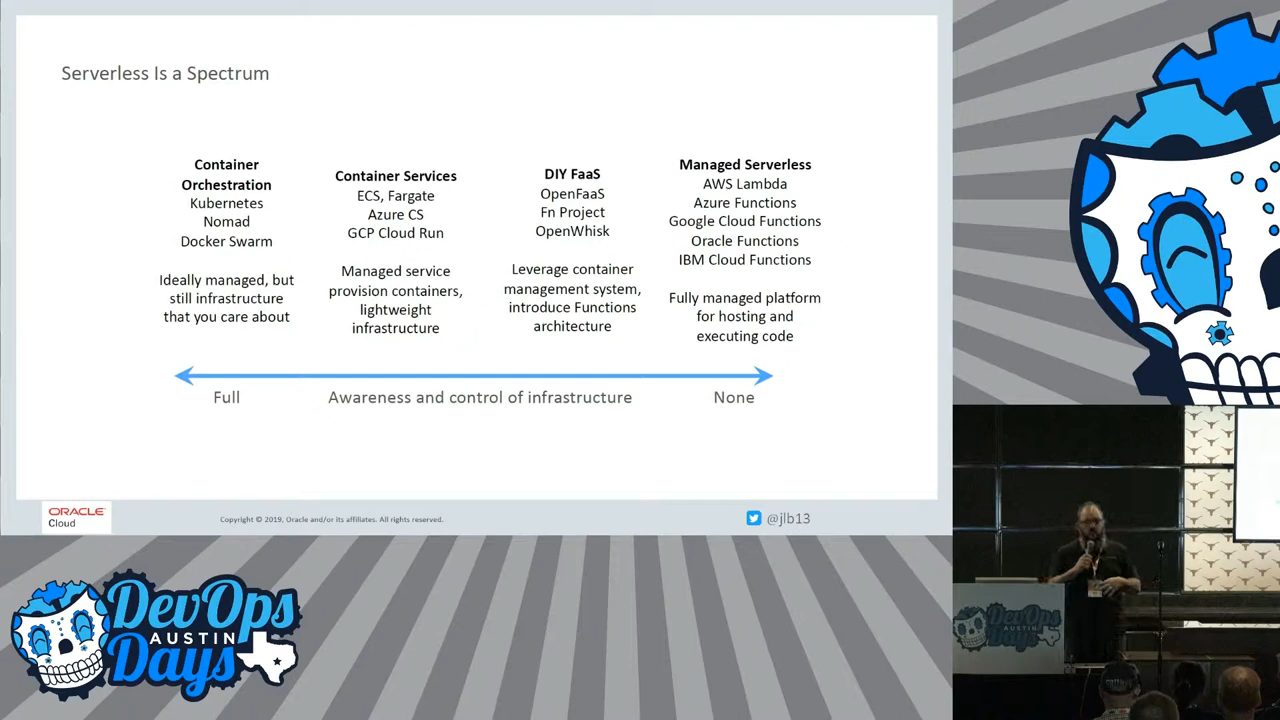 Serverless Is a Spectrum
Container
Orchestration
Kubernetes
Nomad
Docker Swarm
Ideally managed, but
still infrastructure
that you care about
Container Services
ECS, Fargate
Azure CS
GCP Cloud Run
Managed service
provision containers,
lightweight
infrastructure
DIY FaaS
OpenFaaS
Fn Project
OpenWhisk
Leverage container
management system,
introduce Functions
architecture
Managed Serverless
AWS Lambda
Azure Functions
Google Cloud Functions
Oracle Functions
IBM Cloud Functions
Fully managed platform
for hosting and
executing code
Full
Awareness and control of infrastructure
None
ORACLE
Cloud
Copyright © 2019, Oracle and/or its affiliates. All rights reserved.
@jlb13
DevOps
AUSTIN
Days
DevOps
AUSTIN
Days